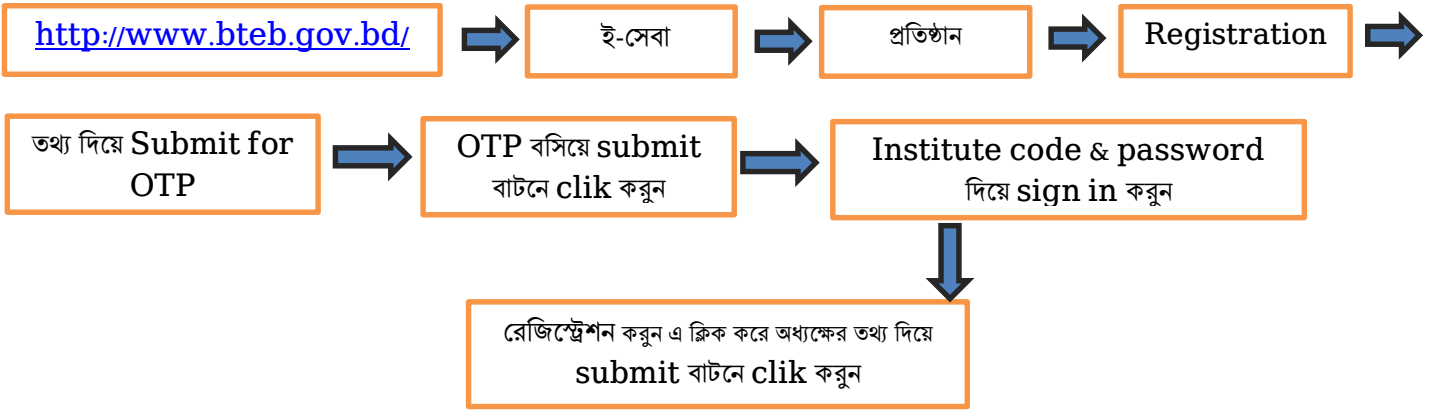 http://www.bteb.gov.bd/
ই-সেবা
প্রতিষ্ঠান
Registration
তথ্য দিয়ে Submit for
OTP
OTP বসিয়ে submit
বাটনে clik করুন
Institute code & password
দিয়ে sign in করুন
রেজিস্ট্রেশন করুন এ ক্লিক করে অধ্যক্ষের তথ্য দিয়ে
submit বাটনে clik করুন